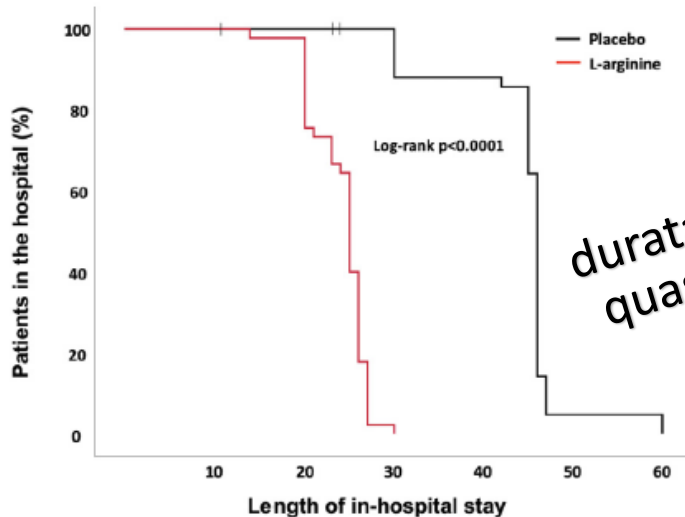 100
80
60
40
20
0
Patients in the hospital (%)
Placebo
L-arginine
Log-rank p<0.0001
10 20 30 40 50 60
Length of in-hospital stay